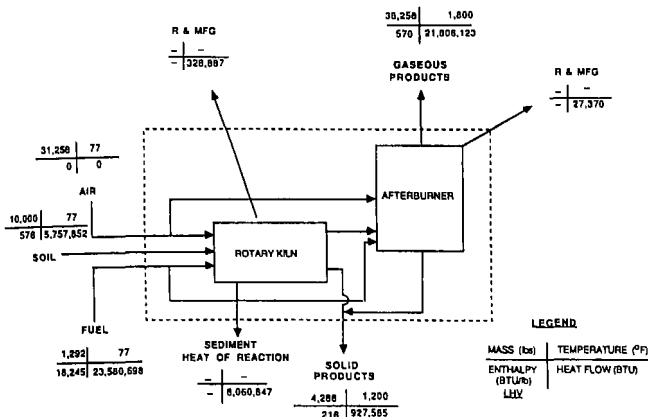 38,258 1,800
570 21,806,123
GASEOUS
PRODUCTS
R & MFG
- -
- 328,887
R & MFG
- -
- 27,370
31,258 77
0 0
AIR
10,000 77
576 5,757,852
SOIL
ROTARY KILN
AFTERBURNER
FUEL
1,292 77
18,245 23,580,698
SEDIMENT
HEAT OF REACTION
- -
- 6,060,847
SOLID
PRODUCTS
4,286 1,200
216 927,585
LEGEND
MASS (lbs) TEMPERATURE (°F)
ENTHALPY HEAT FLOW (BTU)
(BTU/lb)
LHV